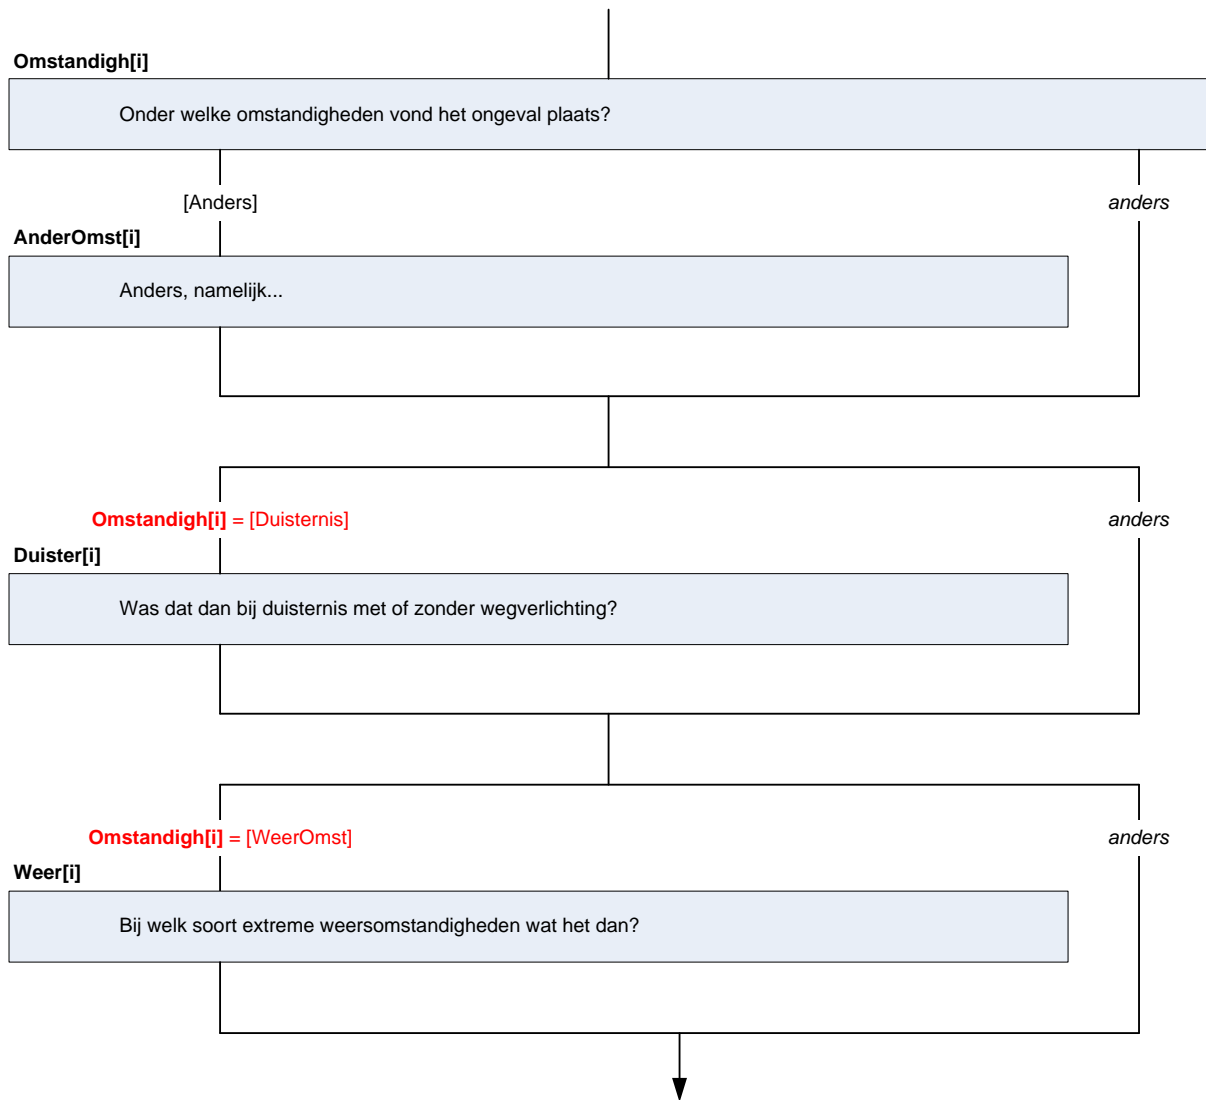 Omstandigh[i]
Onder welke omstandigheden vond het ongeval plaats?
[Anders]
anders
AnderOmst[i]
Anders, namelijk...
Omstandigh[i] = [Duisternis]
anders
Duister[i]
Was dat dan bij duisternis met of zonder wegverlichting?
Omstandigh[i] = [WeerOmst]
anders
Weer[i]
Bij welk soort extreme weersomstandigheden wat het dan?